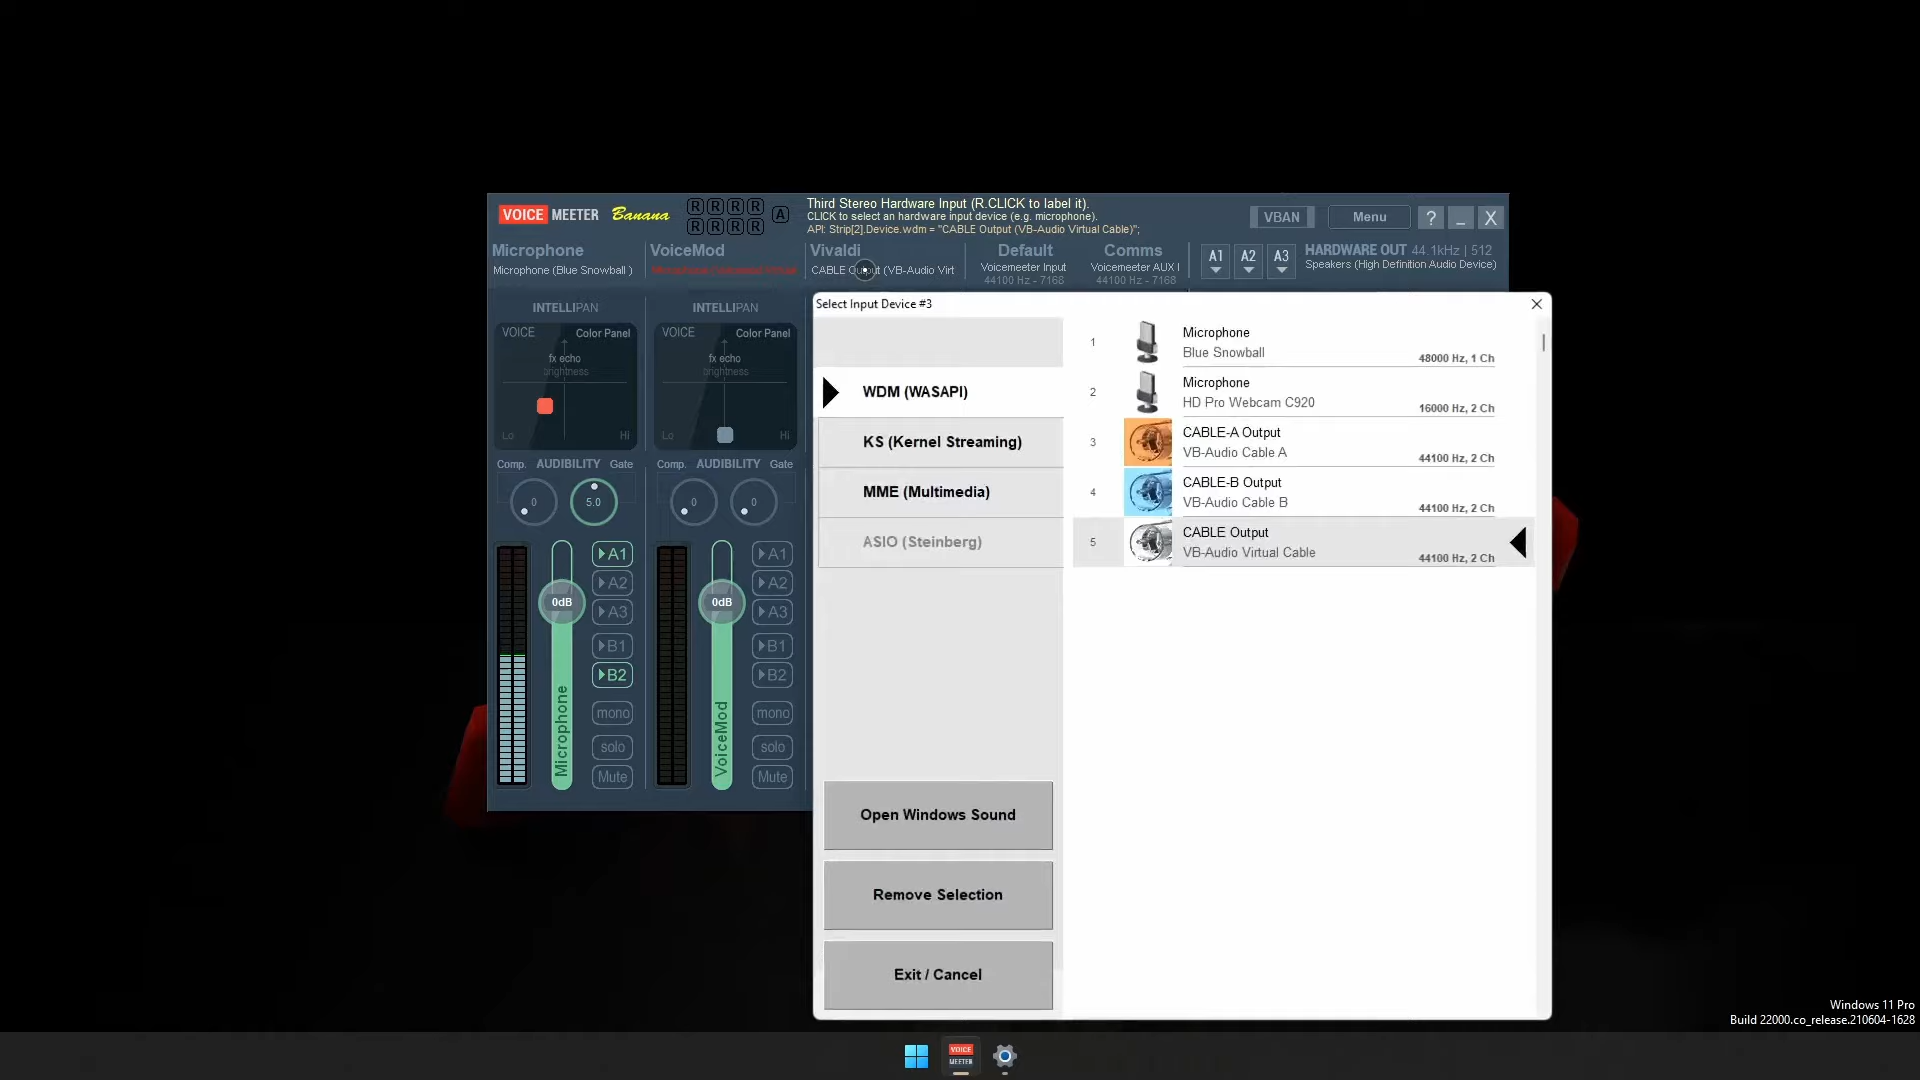 VOICE MEETER Banana
R R R R A
R R R R
Third Stereo Hardware Input (R.CLICK to label it).
CLICK to select an hardware input device (e.g. microphone).
API: Strip[2].Device.wdm = "CABLE Output (VB-Audio Virtual Cable)";
VBAN Menu ? _ X
Microphone
Microphone (Blue Snowball )
VoiceMod
Vivaldi
CABLE Output (VB-Audio Virt
Default
Voicemeeter Input
44100 Hz - 7168
Comms
Voicemeeter AUX I
44100 Hz - 7168
A1 A2 A3
HARDWARE OUT 44.1kHz | 512
Speakers (High Definition Audio Device)
INTELLIPAN
VOICE Color Panel
fx echo
brightness
Lo Hi
Comp. AUDIBILITY Gate
0 5.0
0dB
Microphone
A1
A2
A3
B1
B2
mono
solo
Mute
INTELLIPAN
VOICE Color Panel
fx echo
brightness
Lo Hi
Comp. AUDIBILITY Gate
0 0
0dB
VoiceMod
A1
A2
A3
B1
B2
mono
solo
Mute
Select Input Device #3
WDM (WASAPI)
KS (Kernel Streaming)
MME (Multimedia)
ASIO (Steinberg)
Open Windows Sound
Remove Selection
Exit / Cancel
1 Microphone
Blue Snowball 48000 Hz, 1 Ch
2 Microphone
HD Pro Webcam C920 16000 Hz, 2 Ch
3 CABLE-A Output
VB-Audio Cable A 44100 Hz, 2 Ch
4 CABLE-B Output
VB-Audio Cable B 44100 Hz, 2 Ch
5 CABLE Output
VB-Audio Virtual Cable 44100 Hz, 2 Ch
Windows 11 Pro
Build 22000.co_release.210604-1628
VOICE
MEETER